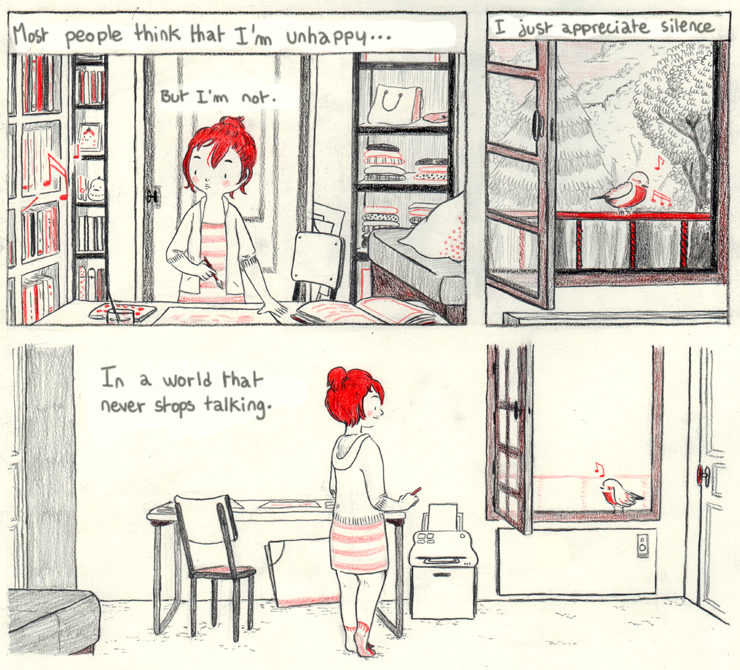 Most people think that I'm unhappy...
But I'm not.
I just appreciate silence
In a world that
never stops talking.